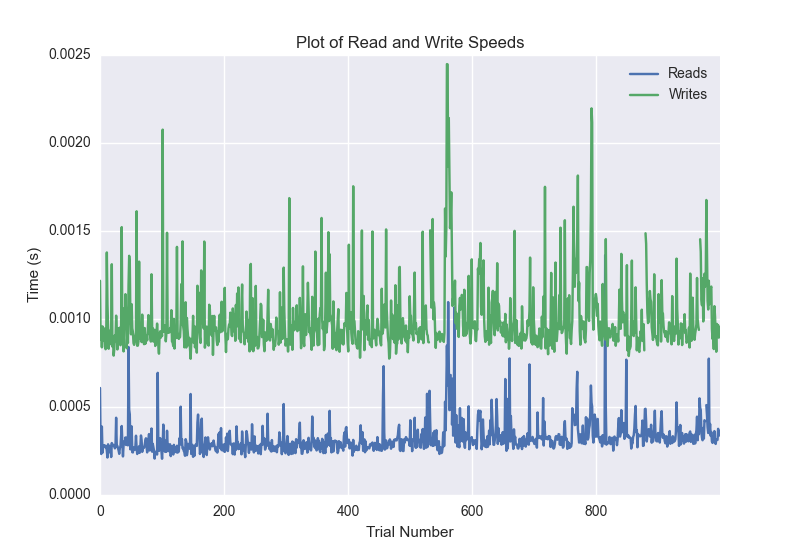 Plot of Read and Write Speeds
0.0025
0.0020
0.0015
0.0010
0.0005
0.0000
Time (s)
Reads
Writes
0
200
400
600
800
Trial Number